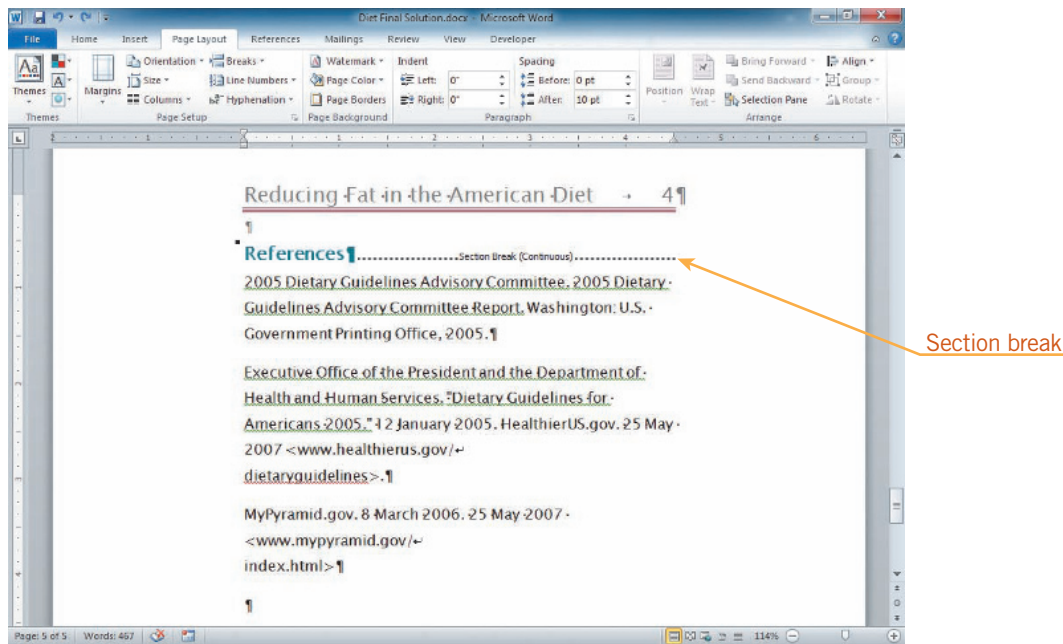 Diet Final Solution.docx - Microsoft Word
File Home Insert Page Layout References Mailings Review View Developer
Orientation Breaks Watermark Indent Spacing Bring Forward Align
Size Line Numbers Page Color Left: 0" Before: 0 pt Send Backward Group
Themes Margins Columns Hyphenation Page Borders Right: 0" After: 10 pt Position Wrap Text Selection Pane Rotate
Themes Page Setup Page Background Paragraph Arrange
Reducing Fat in the American Diet → 4¶
¶
References¶ Section Break (Continuous)
2005 Dietary Guidelines Advisory Committee. 2005 Dietary
Guidelines Advisory Committee Report. Washington: U.S.
Government Printing Office, 2005.¶
Executive Office of the President and the Department of
Health and Human Services. "Dietary Guidelines for
Americans 2005." 12 January 2005. HealthierUS.gov. 25 May
2007 <www.healthierus.gov/↵
dietaryguidelines>.¶
MyPyramid.gov. 8 March 2006. 25 May 2007
<www.mypyramid.gov/↵
index.html>¶
¶
Section break
Page: 5 of 5 Words: 467 114%